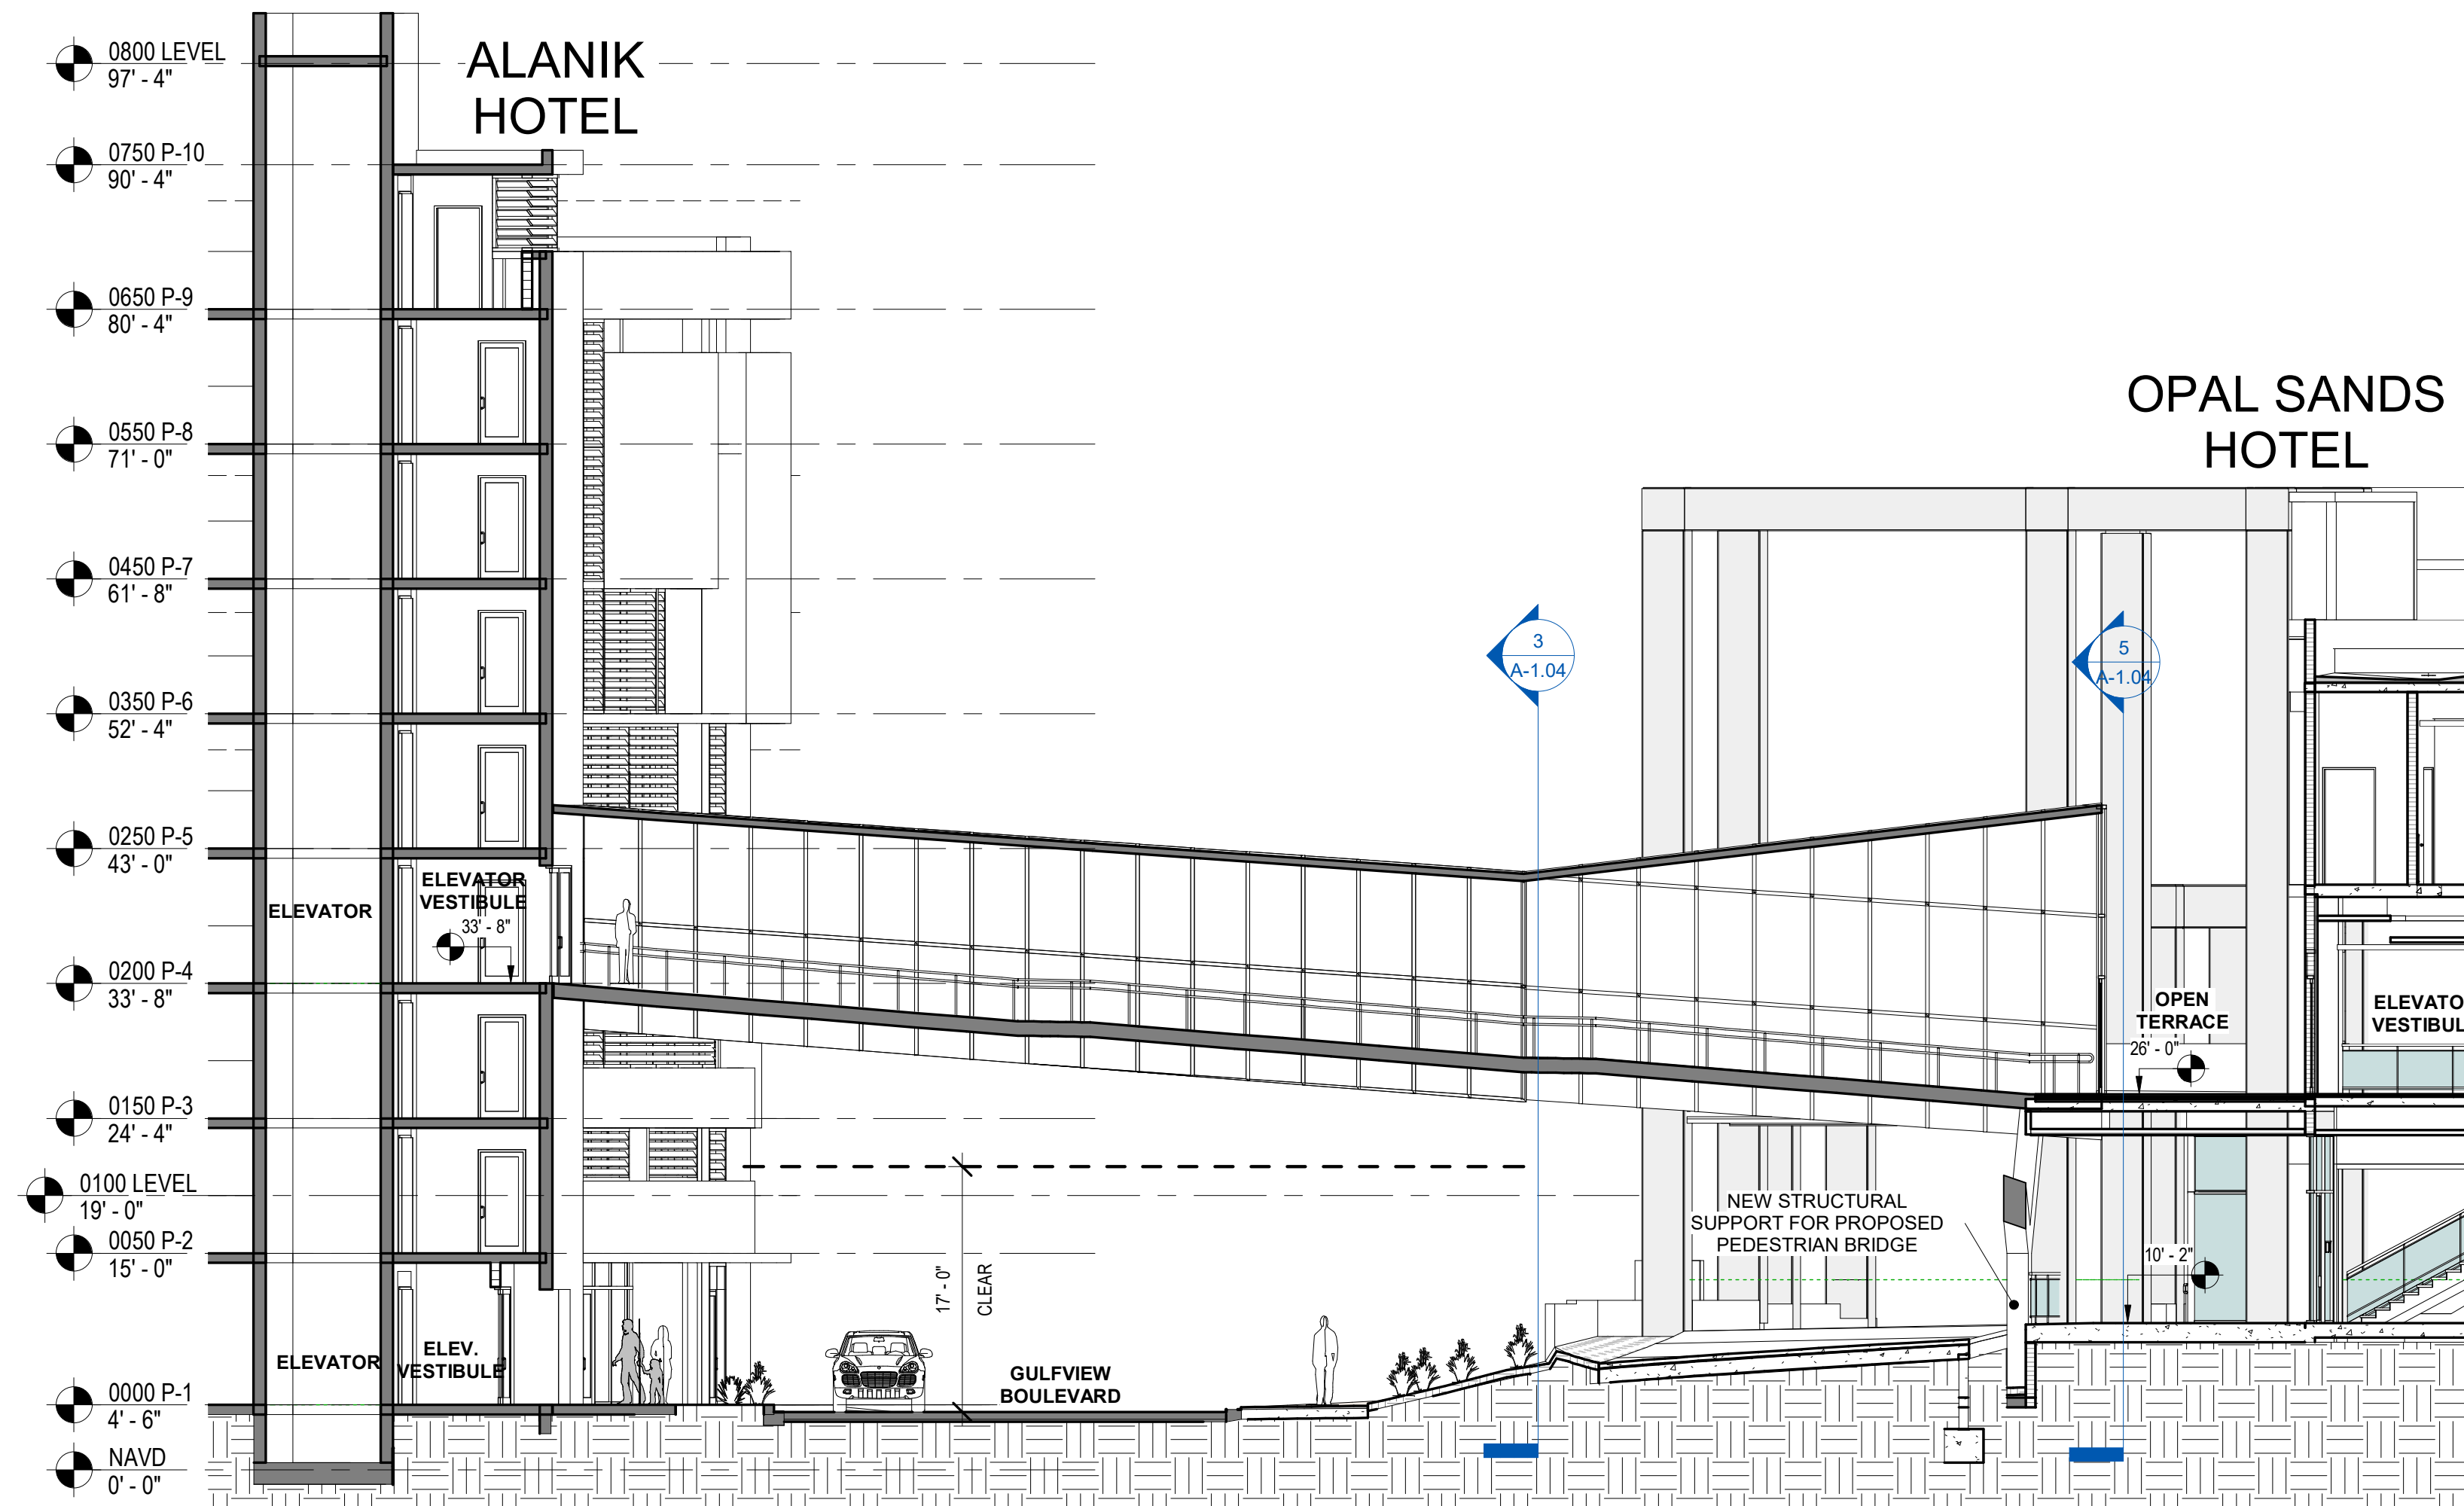 ALANIK
HOTEL
OPAL SANDS
HOTEL
0800 LEVEL
97' - 4"
0750 P-10
90' - 4"
0650 P-9
80' - 4"
0550 P-8
71' - 0"
0450 P-7
61' - 8"
0350 P-6
52' - 4"
0250 P-5
43' - 0"
0200 P-4
33' - 8"
0150 P-3
24' - 4"
0100 LEVEL
19' - 0"
0050 P-2
15' - 0"
0000 P-1
4' - 6"
NAVD
0' - 0"
3
A-1.04
5
A-1.04
ELEVATOR
ELEVATOR
VESTIBULE
33' - 8"
OPEN
TERRACE
26' - 0"
ELEVATO
VESTIBUL
NEW STRUCTURAL
SUPPORT FOR PROPOSED
PEDESTRIAN BRIDGE
10' - 2"
17' - 0"
CLEAR
ELEVATOR
ELEV.
VESTIBULE
GULFVIEW
BOULEVARD